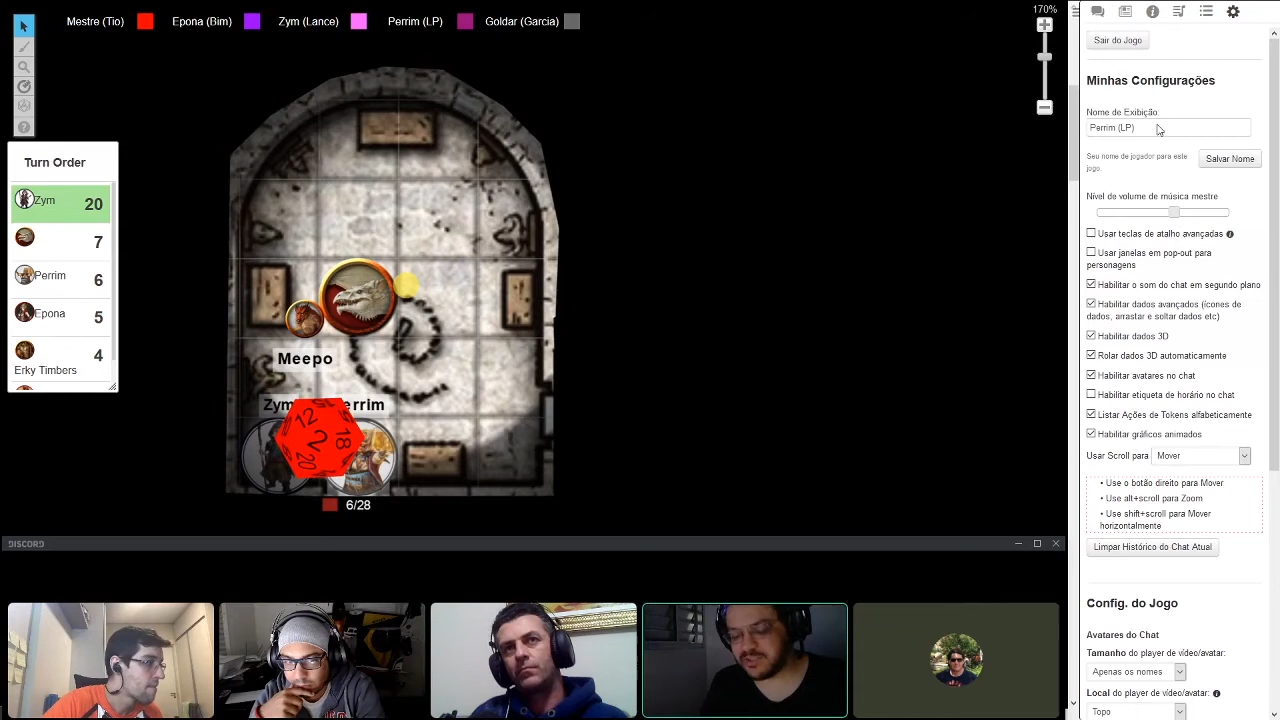 Mestre (Tio)
Epona (Bim)
Zym (Lance)
Perrim (LP)
Goudar (Garcia)
170%
Turn Order
Zym 20
7
Perrim 6
Epona 5
4
Erky Timbers
Meepo
Zym
errim
12
2
18
20
6/28
DISCORD
Sair do Jogo
Minhas Configurações
Nome de Exibição:
Perrim (LP)
Seu nome de jogador para este
jogo.
Salvar Nome
Nível de volume de música mestre
Usar teclas de atalho avançadas
Usar janelas em pop-out para
personagens
Habilitar o som do chat em segundo plano
Habilitar dados avançados (ícones de
dados, arrastar e soltar dados etc)
Habilitar dados 3D
Rolar dados 3D automaticamente
Habilitar avatares no chat
Habilitar etiqueta de horário no chat
Listar Ações de Tokens alfabeticamente
Habilitar gráficos animados
Usar Scroll para Mover
• Use o botão direito para Mover
• Use alt+scroll para Zoom
• Use shift+scroll para Mover
horizontalmente
Limpar Histórico do Chat Atual
Config. do Jogo
Avatares do Chat
Tamanho do player de vídeo/avatar:
Apenas os nomes
Local do player de vídeo/avatar:
Topo